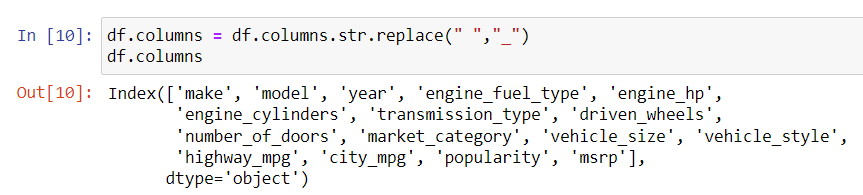 In [10]: df.columns = df.columns.str.replace(" ","_")
df.columns
Out[10]: Index(['make', 'model', 'year', 'engine_fuel_type', 'engine_hp',
'engine_cylinders', 'transmission_type', 'driven_wheels',
'number_of_doors', 'market_category', 'vehicle_size', 'vehicle_style',
'highway_mpg', 'city_mpg', 'popularity', 'msrp'],
dtype='object')